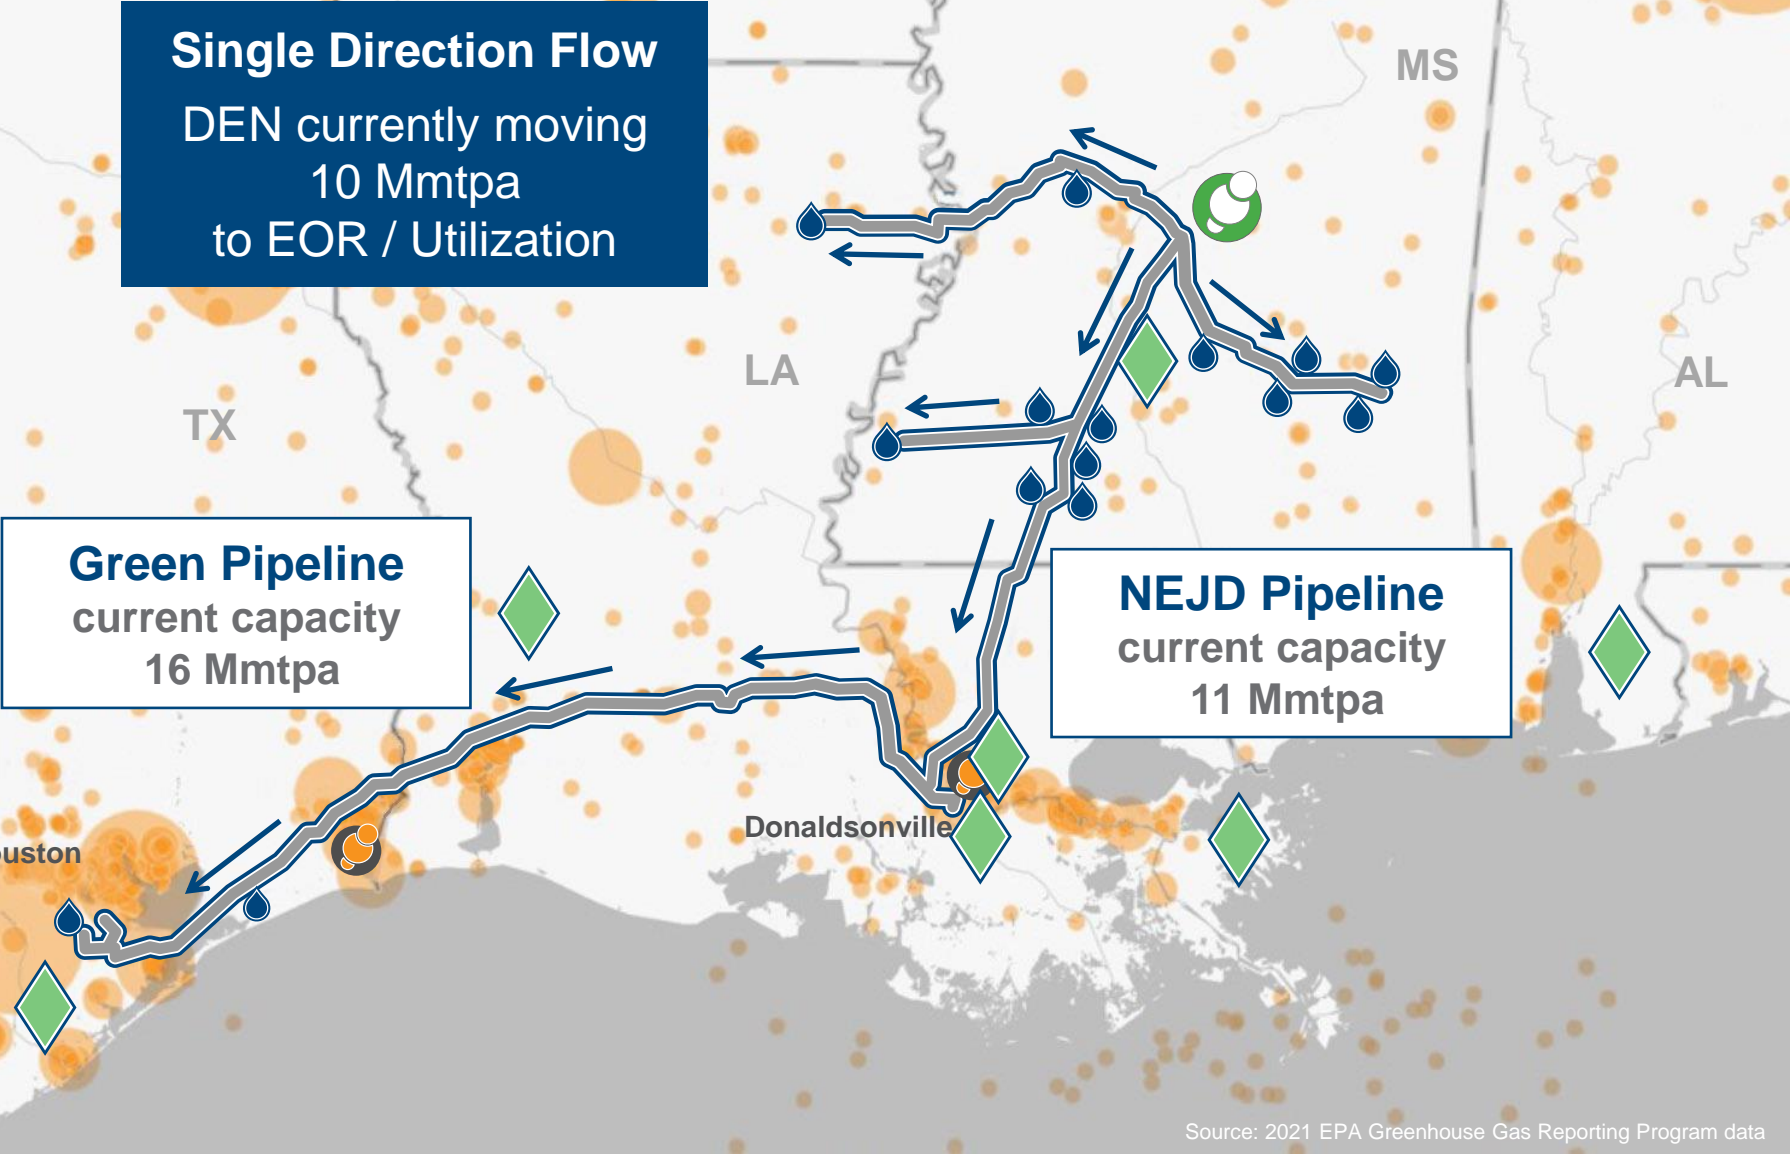 Single Direction Flow
DEN currently moving
10 Mmtpa
to EOR / Utilization
MS
LA
AL
TX
Green Pipeline
current capacity
16 Mmtpa
NEJD Pipeline
current capacity
11 Mmtpa
Donaldsonville
ouston
Source: 2021 EPA Greenhouse Gas Reporting Program data